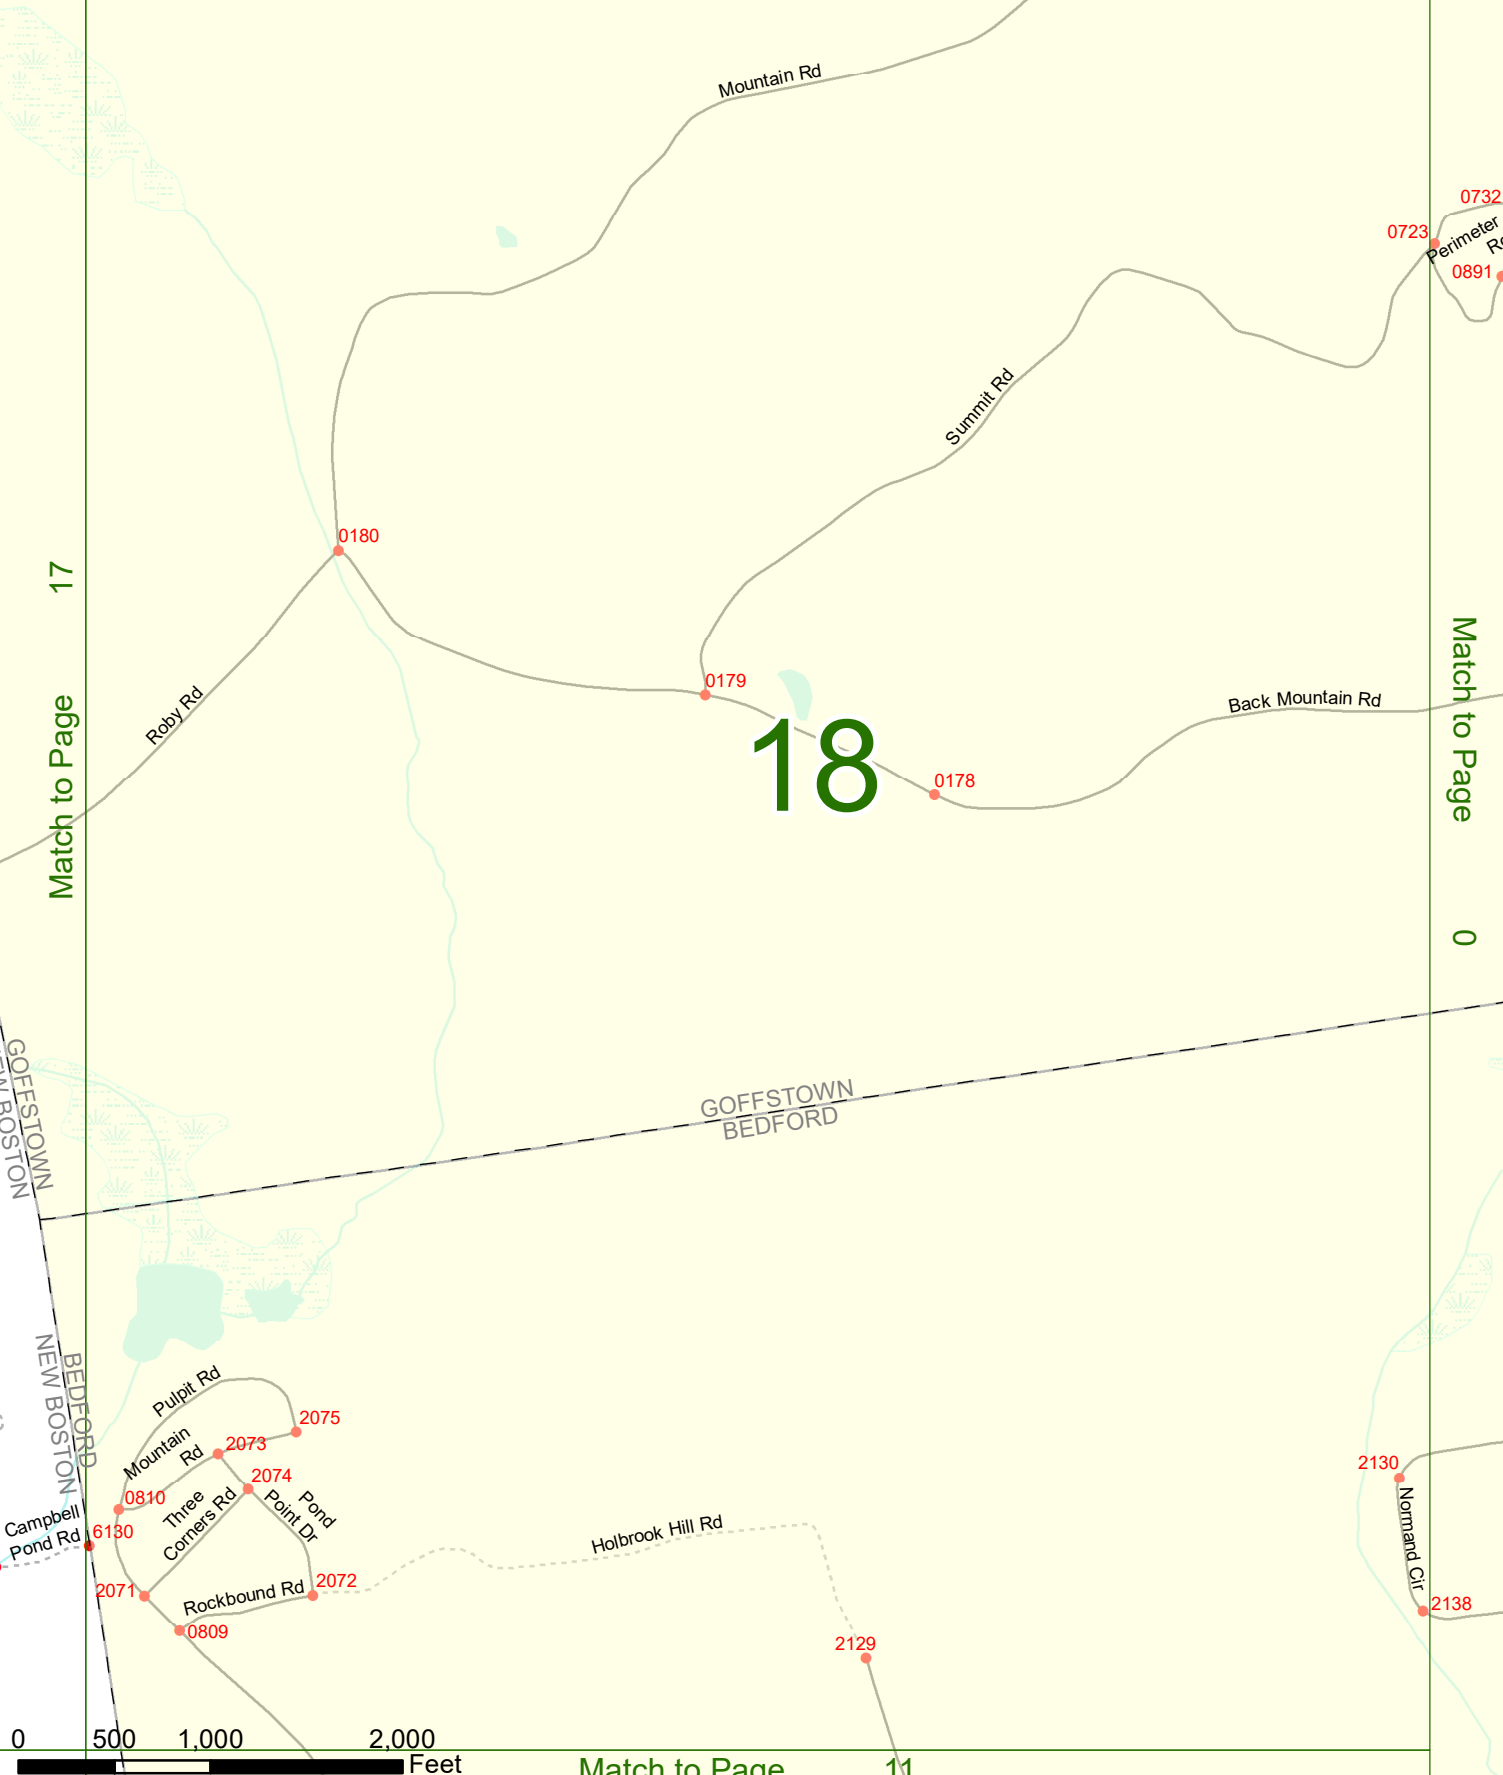 Mountain Rd
0732
0723
Perimeter
0891
Summit Rd
0180
Match to Page 17
Match to Page 0
0179
Roby Rd
Back Mountain Rd
18
0178
GOFFSTOWN
NEW BOSTON
GOFFSTOWN
BEDFORD
BEDFORD
NEW BOSTON
Pulpit Rd
2075
Mountain
Rd
2073
2074
0810
Three
Corners Rd
Pond
Point Dr
Campbell
Pond Rd
6130
Holbrook Hill Rd
2130
Normand Cir
2138
2071
Rockbound Rd
2072
0809
2129
0 500 1,000 2,000
Feet
Match to Page 11